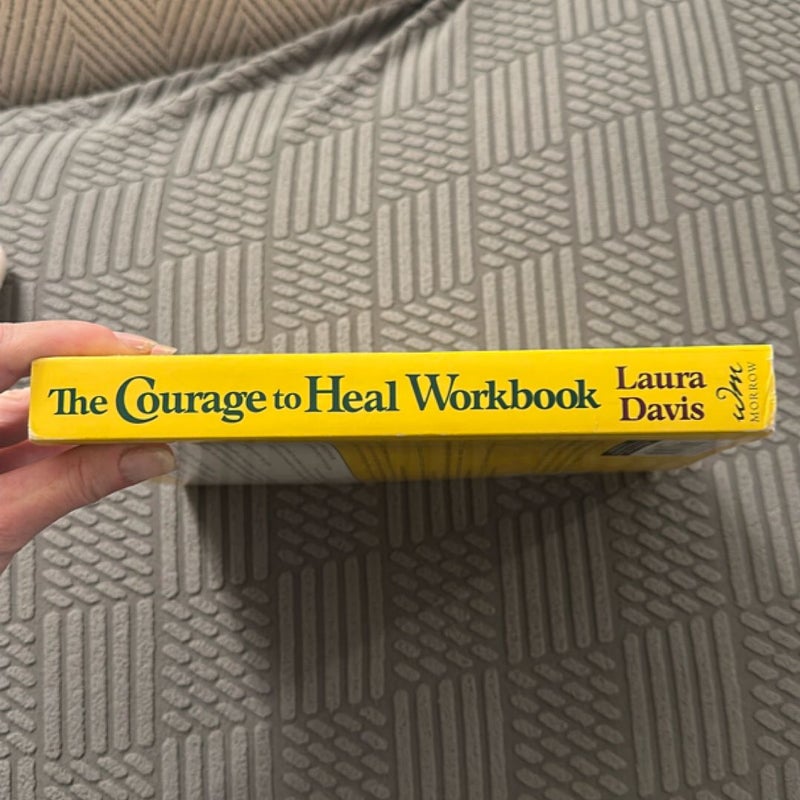 The Courage to Heal Workbook
Laura
Davis
wm
MORROW